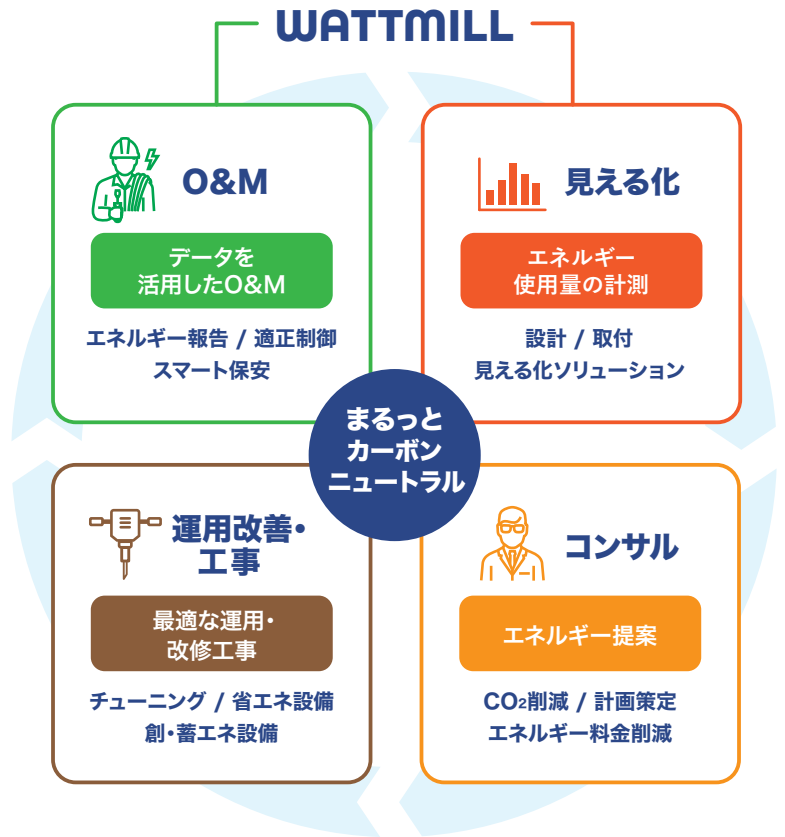 WATTMILL
O&M
データを
活用したO&M
エネルギー報告 / 適正制御
スマート保安
見える化
エネルギー
使用量の計測
設計 / 取付
見える化ソリューション
まるっと
カーボン
ニュートラル
運用改善・
工事
最適な運用・
改修工事
チューニング / 省エネ設備
創・蓄エネ設備
コンサル
エネルギー提案
CO₂削減 / 計画策定
エネルギー料金削減